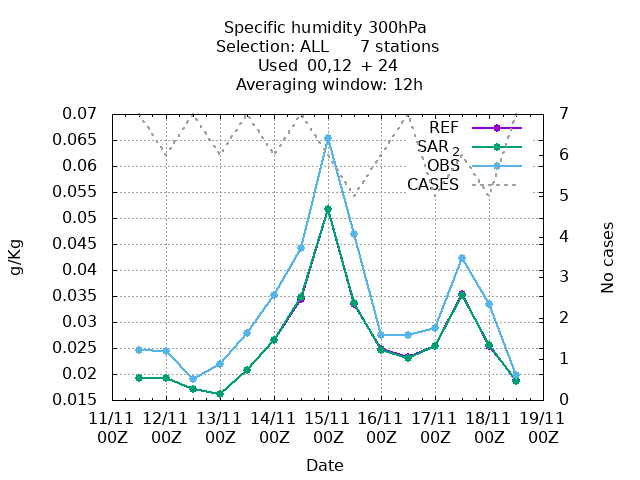 Specific humidity 300hPa
Selection: ALL 7 stations
Used 00,12 + 24
Averaging window: 12h
g/Kg
0.07
0.065
0.06
0.055
0.05
0.045
0.04
0.035
0.03
0.025
0.02
0.015
REF
SAR 2
OBS
CASES
7
6
5
4
3
2
1
0
No cases
11/11 12/11 13/11 14/11 15/11 16/11 17/11 18/11 19/11
00Z 00Z 00Z 00Z 00Z 00Z 00Z 00Z 00Z
Date